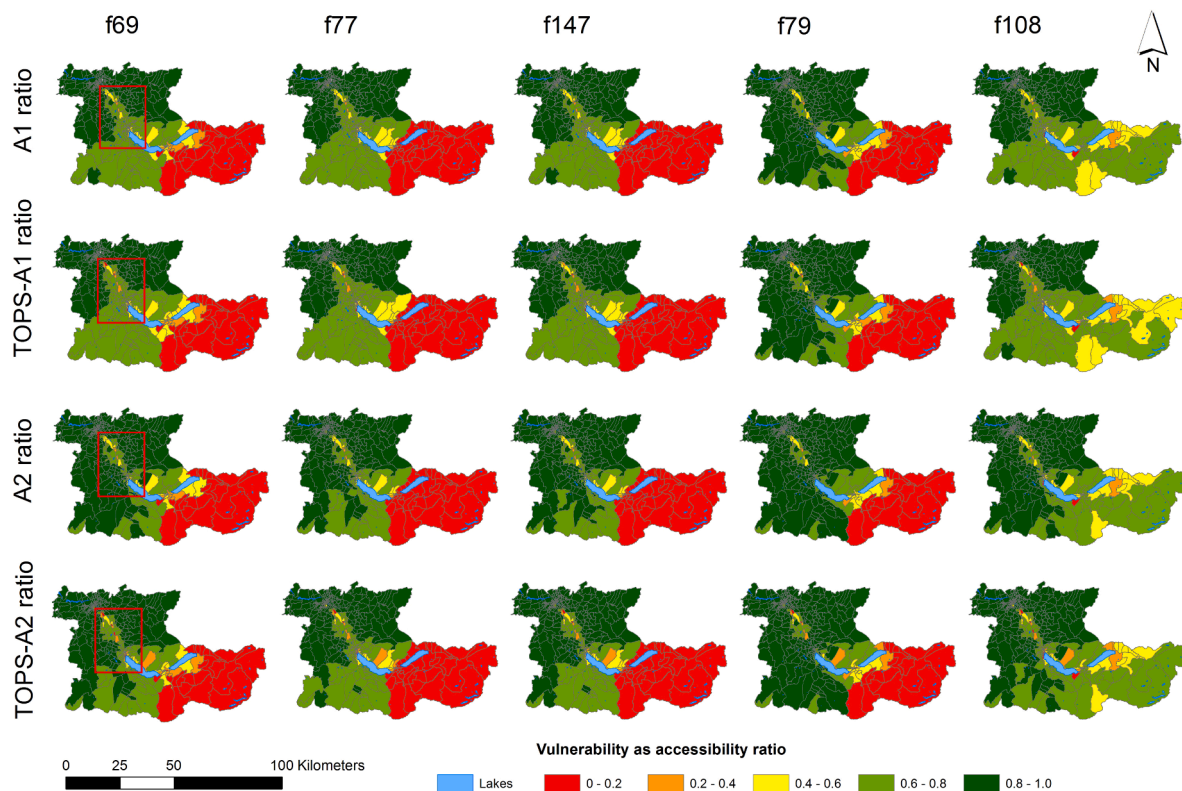 f69 f77 f147 f79 f108
N
A1 ratio
TOPS-A1 ratio
A2 ratio
TOPS-A2 ratio
Vulnerability as accessibility ratio
0 25 50 100 Kilometers
Lakes 0 - 0.2 0.2 - 0.4 0.4 - 0.6 0.6 - 0.8 0.8 - 1.0